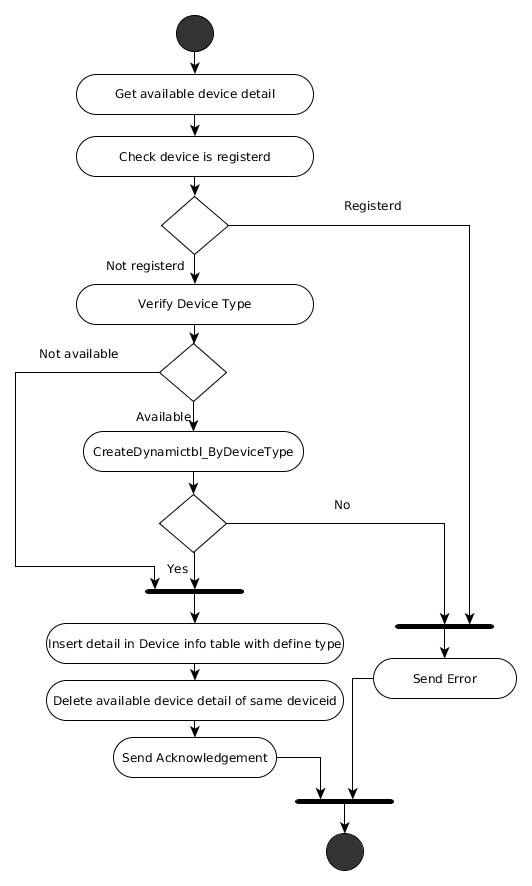 Get available device detail
Check device is registerd
Registerd
Not registerd
Verify Device Type
Not available
Available
CreateDynamictbl_ByDeviceType
No
Yes
Insert detail in Device info table with define type
Send Error
Delete available device detail of same deviceid
Send Acknowledgement